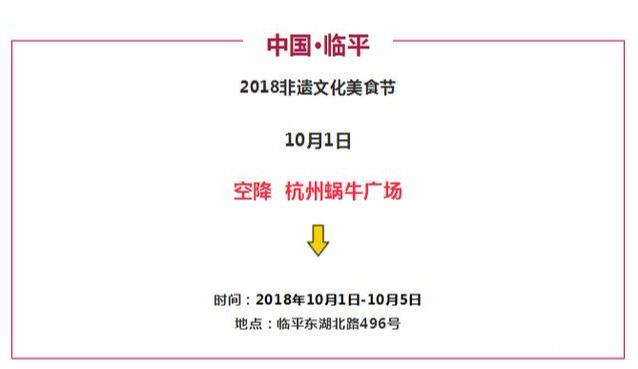 中国·临平
2018非遗文化美食节
10月1日
空降 杭州蜗牛广场
时间：2018年10月1日-10月5日
地点：临平东湖北路496号